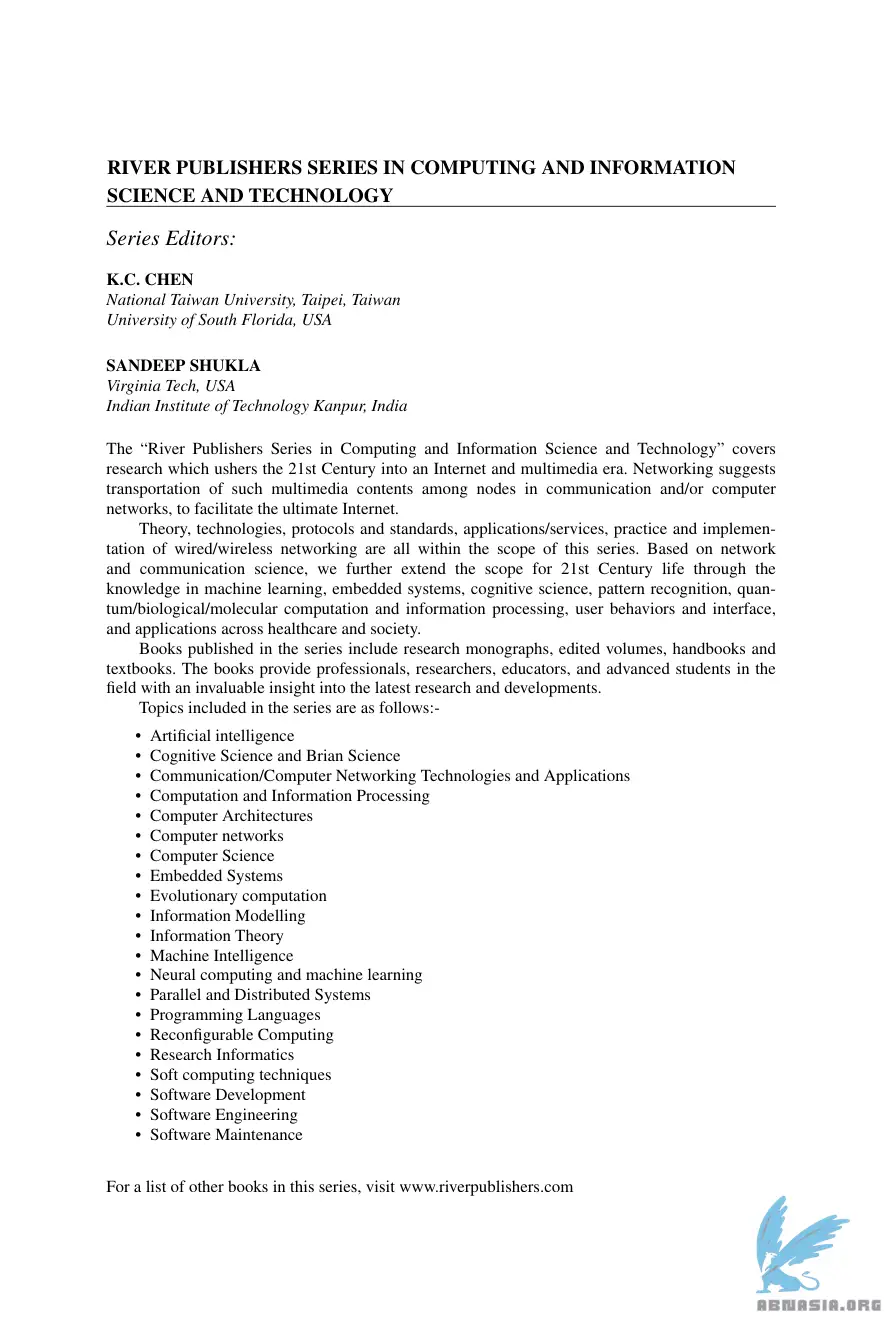 RIVER PUBLISHERS SERIES IN COMPUTING AND INFORMATION
SCIENCE AND TECHNOLOGY
Series Editors:
K.C. CHEN
National Taiwan University, Taipei, Taiwan
University of South Florida, USA
SANDEEP SHUKLA
Virginia Tech, USA
Indian Institute of Technology Kanpur, India
The “River Publishers Series in Computing and Information Science and Technology” covers
research which ushers the 21st Century into an Internet and multimedia era. Networking suggests
transportation of such multimedia contents among nodes in communication and/or computer
networks, to facilitate the ultimate Internet.
Theory, technologies, protocols and standards, applications/services, practice and implemen-
tation of wired/wireless networking are all within the scope of this series. Based on network
and communication science, we further extend the scope for 21st Century life through the
knowledge in machine learning, embedded systems, cognitive science, pattern recognition, quan-
tum/biological/molecular computation and information processing, user behaviors and interface,
and applications across healthcare and society.
Books published in the series include research monographs, edited volumes, handbooks and
textbooks. The books provide professionals, researchers, educators, and advanced students in the
field with an invaluable insight into the latest research and developments.
Topics included in the series are as follows:-
• Artificial intelligence
• Cognitive Science and Brian Science
• Communication/Computer Networking Technologies and Applications
• Computation and Information Processing
• Computer Architectures
• Computer networks
• Computer Science
• Embedded Systems
• Evolutionary computation
• Information Modelling
• Information Theory
• Machine Intelligence
• Neural computing and machine learning
• Parallel and Distributed Systems
• Programming Languages
• Reconfigurable Computing
• Research Informatics
• Soft computing techniques
• Software Development
• Software Engineering
• Software Maintenance
For a list of other books in this series, visit www.riverpublishers.com
ABNASIA.ORG